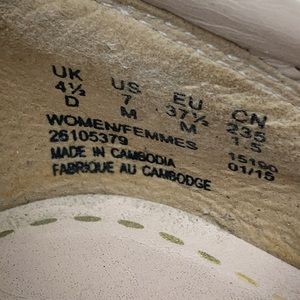 UK US EU CN
4½ 7 37½ 235
D M M 1.5
WOMEN/FEMMES 15190
26105379 01/15
MADE IN CAMBODIA
FABRIQUE AU CAMBODGE